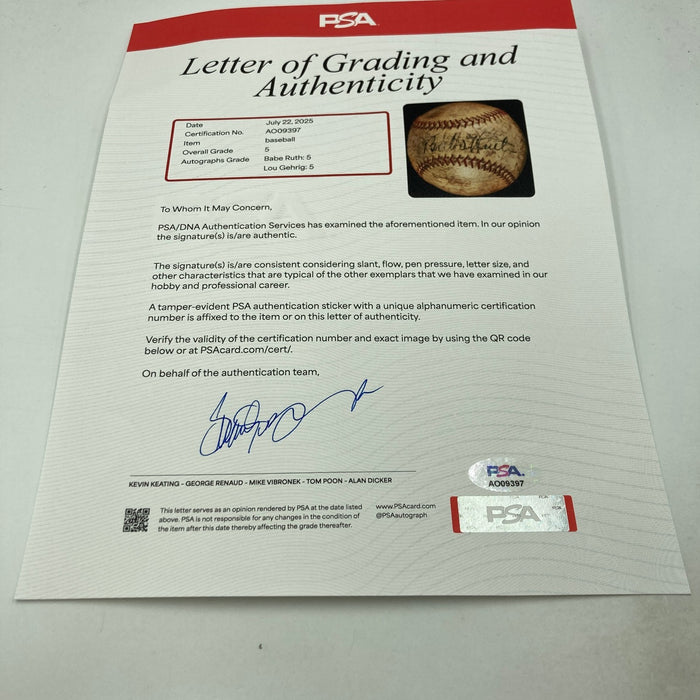 PSA
Letter of Grading and
Authenticity
Date July 22, 2025
Certification No. AO09397
Item baseball
Overall Grade 5
Autographs Grade Babe Ruth: 5
Lou Gehrig: 5
To Whom It May Concern,
PSA/DNA Authentication Services has examined the aforementioned item. In our opinion
the signature(s) is/are authentic.
The signature(s) is/are consistent considering slant, flow, pen pressure, letter size, and
other characteristics that are typical of the other exemplars that we have examined in our
hobby and professional career.
A tamper-evident PSA authentication sticker with a unique alphanumeric certification
number is affixed to the item or on this letter of authenticity.
Verify the validity of the certification number and exact image by using the QR code
below or at PSAcard.com/cert/.
On behalf of the authentication team,
KEVIN KEATING - GEORGE RENAUD - MIKE VIBRONEK - TOM POON - ALAN DICKER
This letter serves as an opinion rendered by PSA at the date listed
above. PSA is not responsible for any changes in the condition of
the item after this date thereby affecting the grade thereafter.
www.PSAcard.com
@PSAautograph
PSA
AO09397
PSA